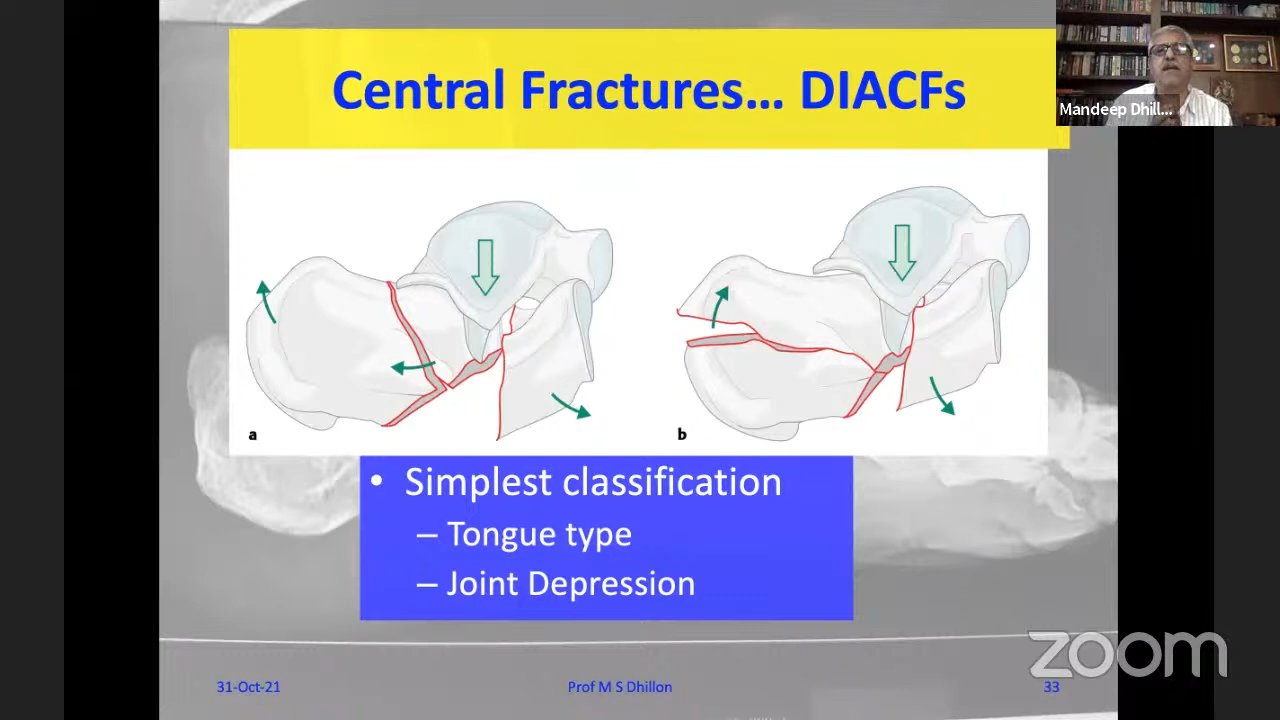 Central Fractures... DIACFs
Mandeep Dhill...
a
b
• Simplest classification
– Tongue type
– Joint Depression
zoom
31-Oct-21
Prof M S Dhillon
33